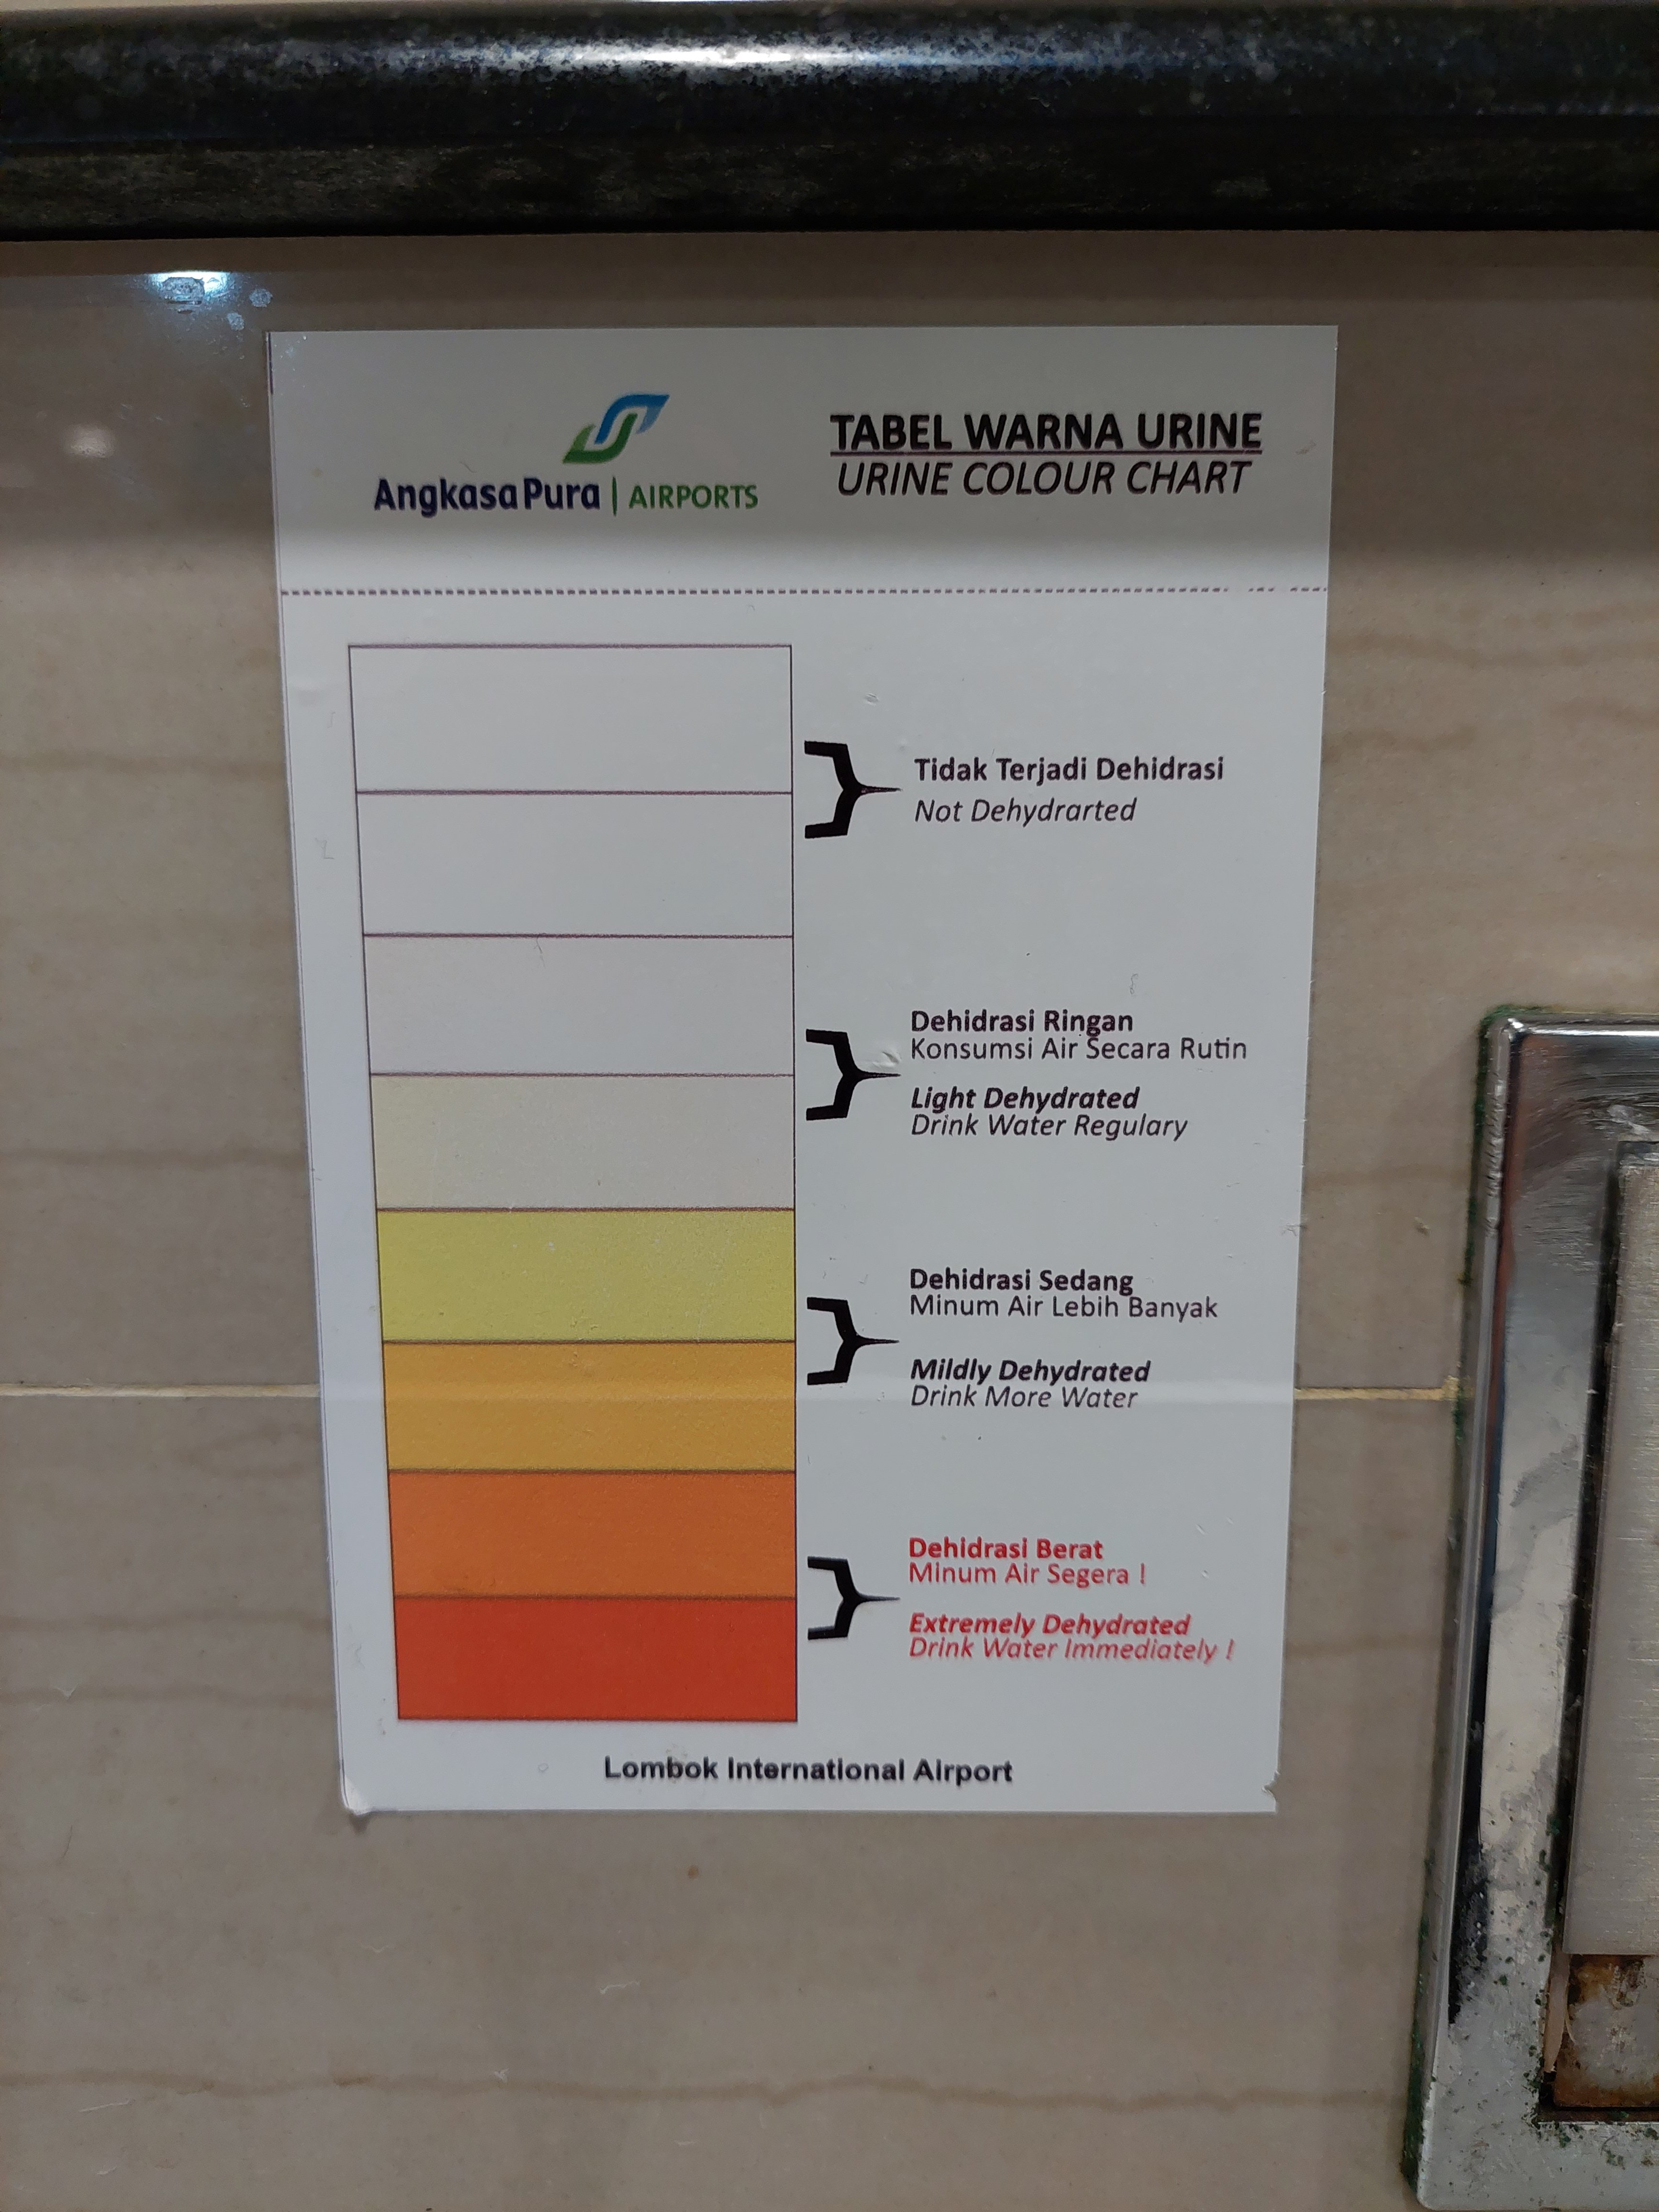 AngkasaPura | AIRPORTS
TABEL WARNA URINE
URINE COLOUR CHART
Tidak Terjadi Dehidrasi
Not Dehydrarted
Dehidrasi Ringan
Konsumsi Air Secara Rutin
Light Dehydrated
Drink Water Regulary
Dehidrasi Sedang
Minum Air Lebih Banyak
Mildly Dehydrated
Drink More Water
Dehidrasi Berat
Minum Air Segera !
Extremely Dehydrated
Drink Water Immediately !
Lombok International Airport